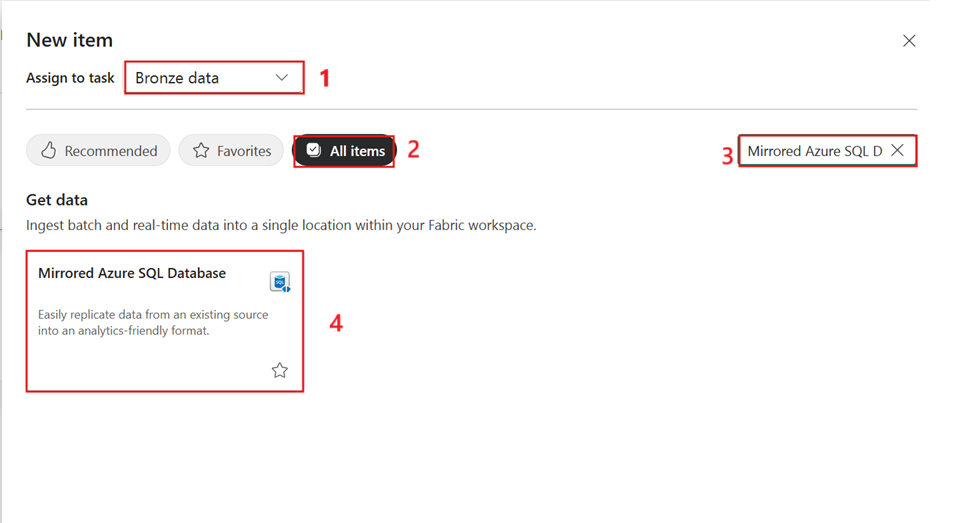 New item
Assign to task Bronze data 1
Recommended Favorites All items 2 3 Mirrored Azure SQL D
Get data
Ingest batch and real-time data into a single location within your Fabric workspace.
Mirrored Azure SQL Database
SQL
Easily replicate data from an existing source
into an analytics-friendly format.
4